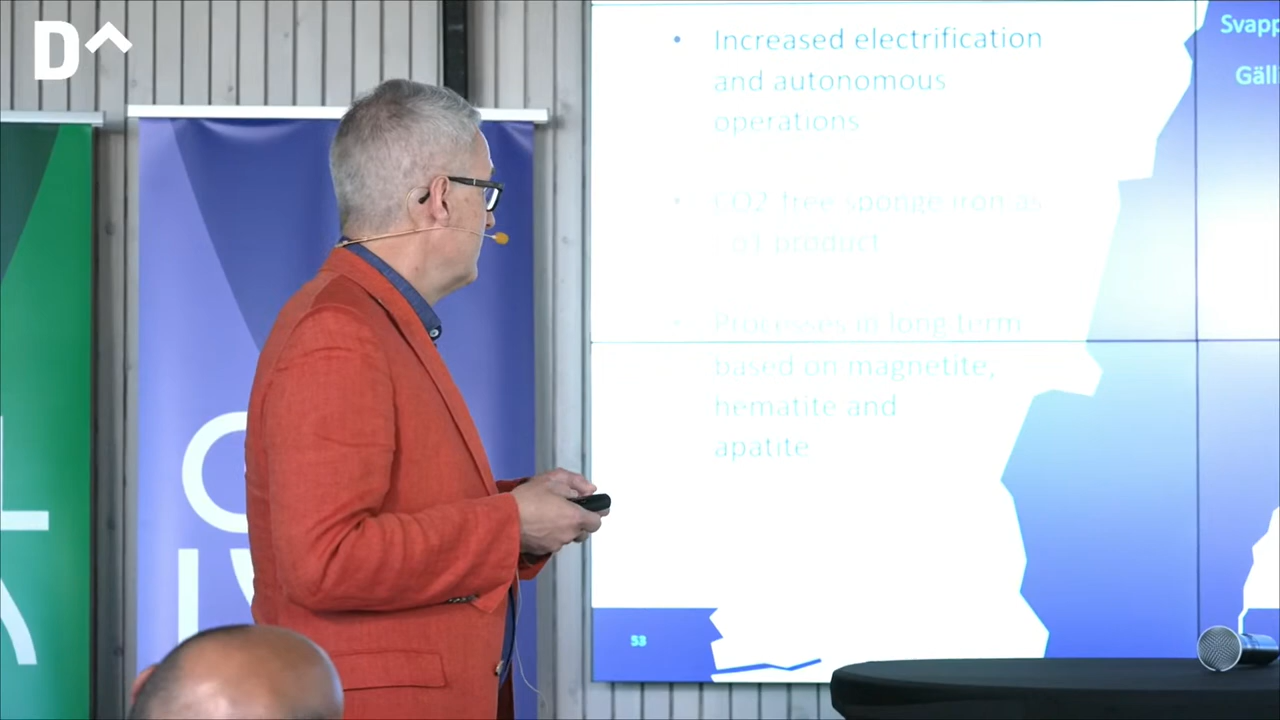 D^
Svapp
Gäll
• Increased electrification
and autonomous
operations
• CO2 free sponge iron as
product
• Processes in long term
based on magnetite,
hematite and
apatite
53